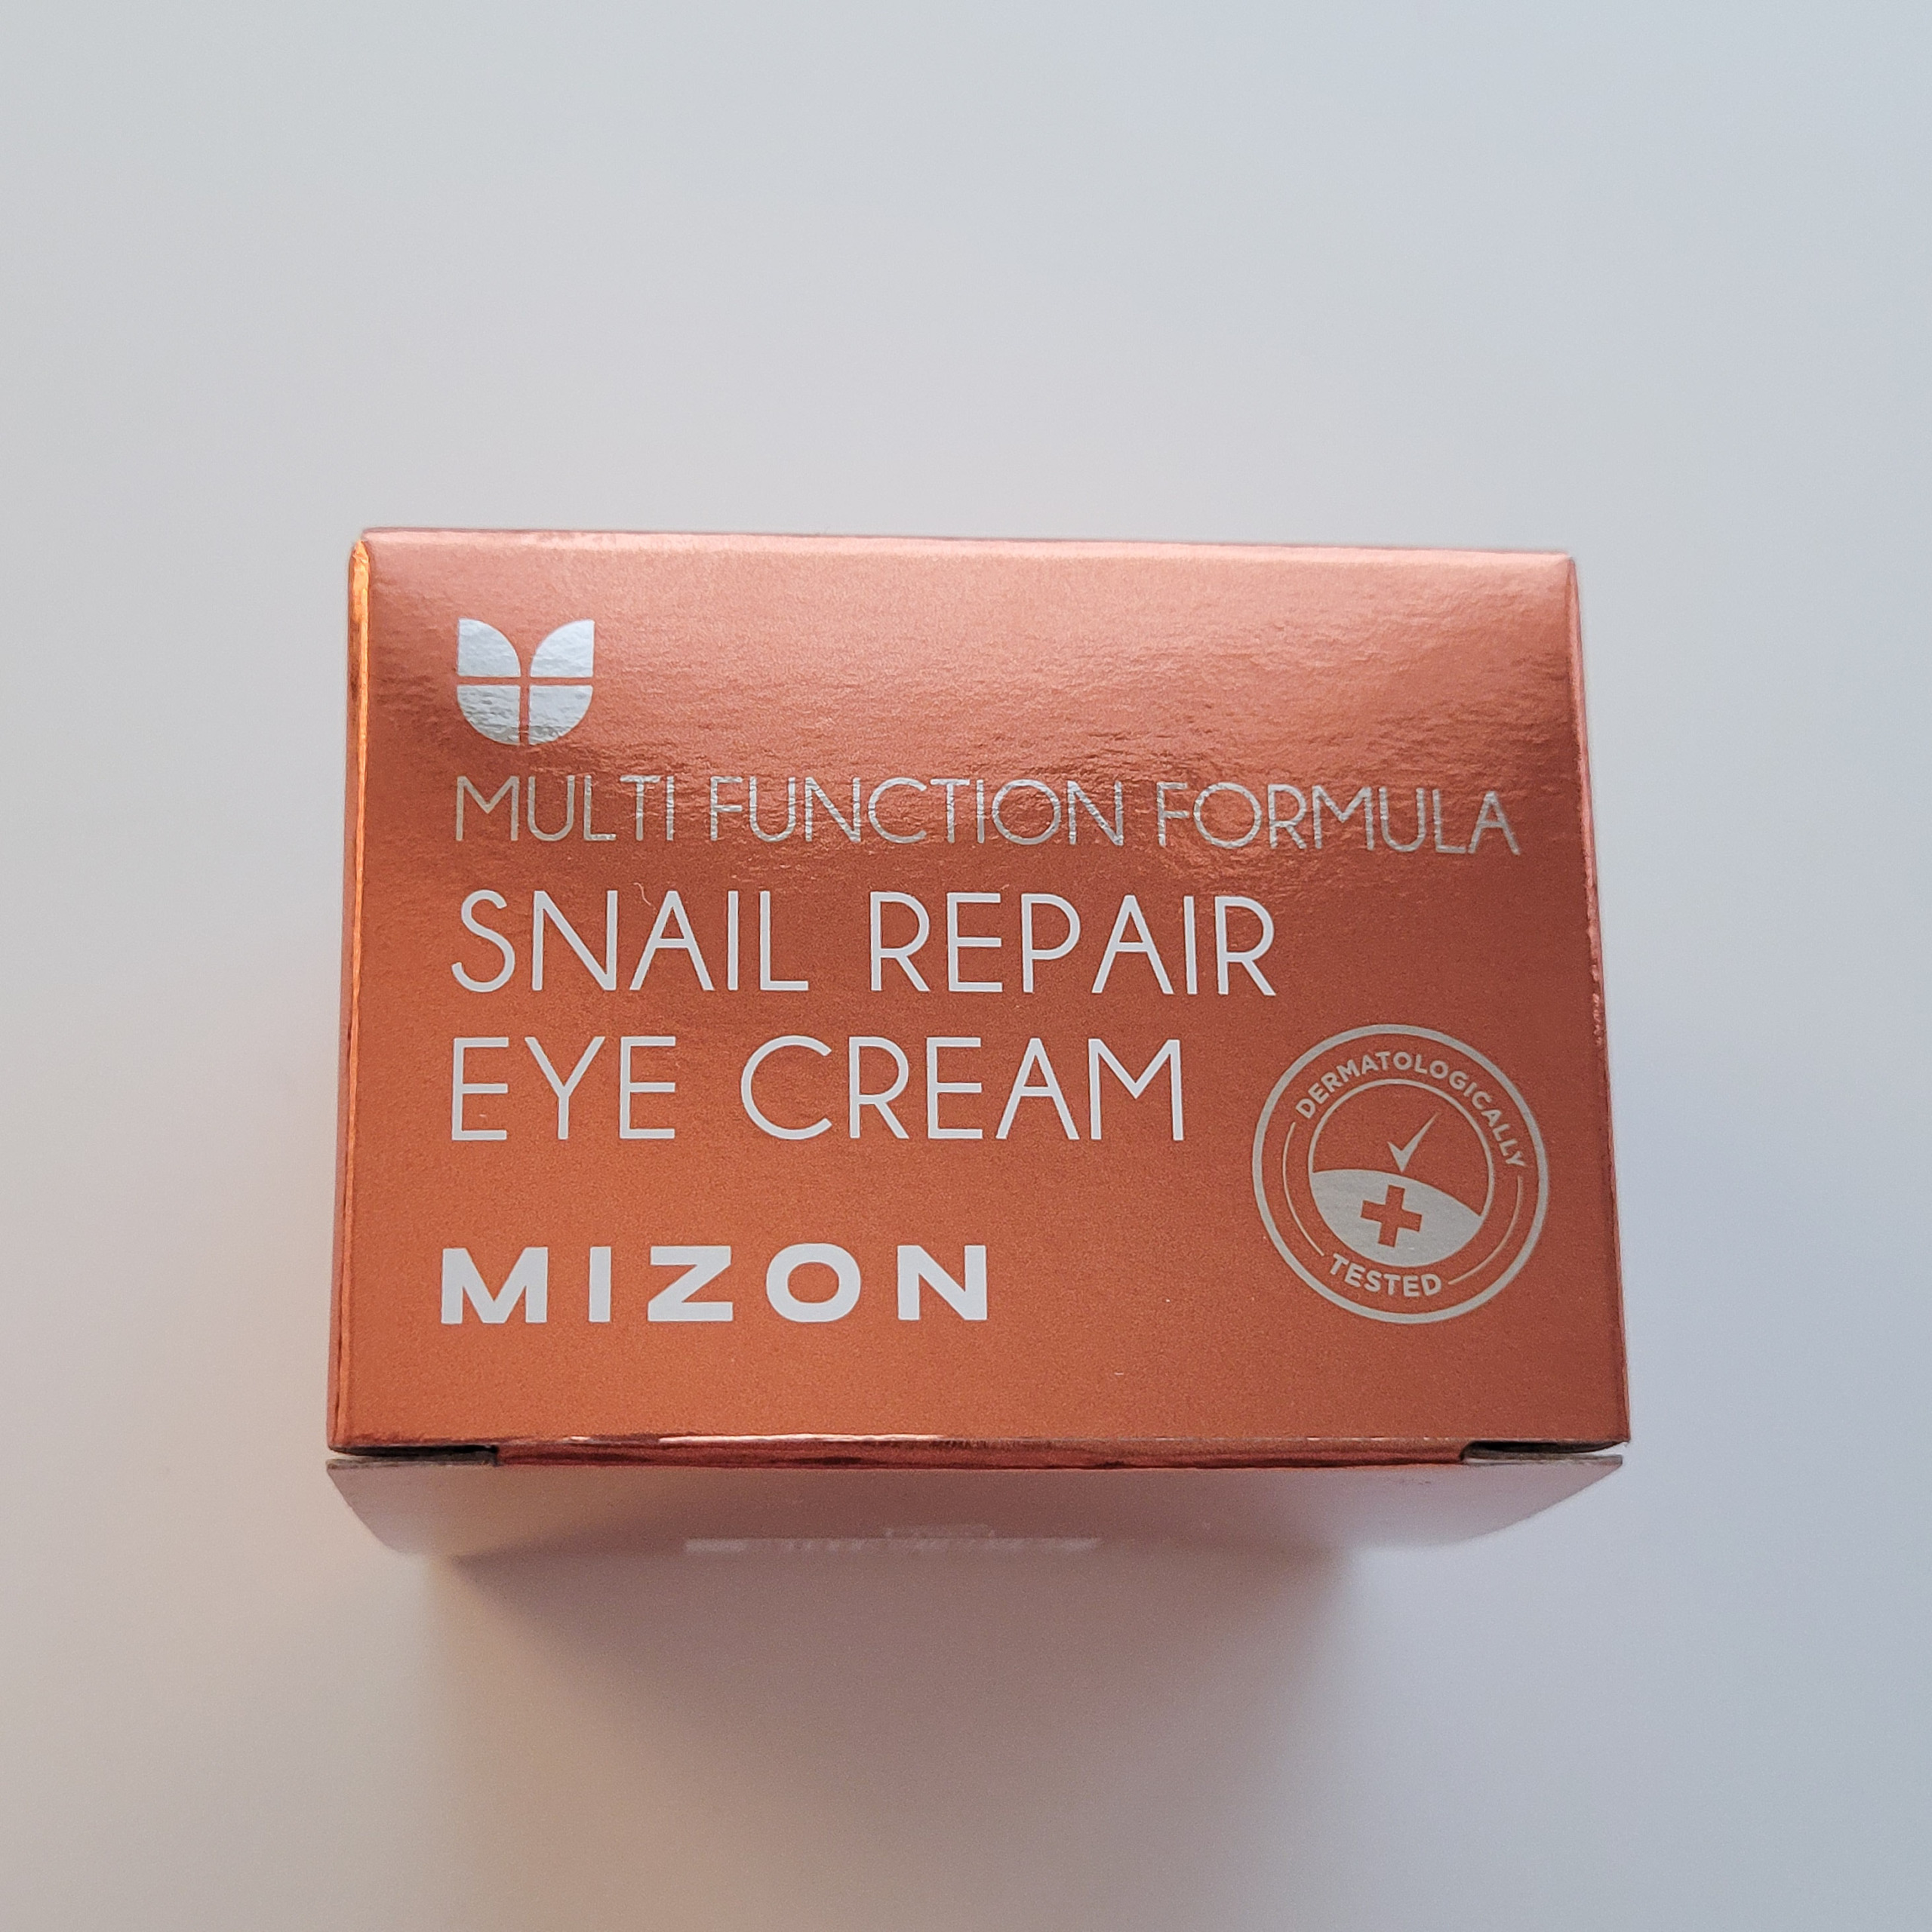 MULTI FUNCTION FORMULA
SNAIL REPAIR
EYE CREAM
MIZON
DERMATOLOGICALLY
TESTED